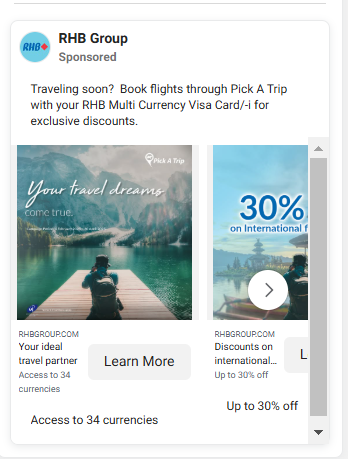 RHB
RHB Group
Sponsored
Traveling soon?  Book flights through Pick A Trip
with your RHB Multi Currency Visa Card/-i for
exclusive discounts.
Pick A Trip
Your travel dreams
come true.
30%
on International f
RHBGROUP.COM
Your ideal
travel partner
Access to 34
currencies
Learn More
RHBGROUP.COM
Discounts on
international...
Up to 30% off
L
Access to 34 currencies
Up to 30% off